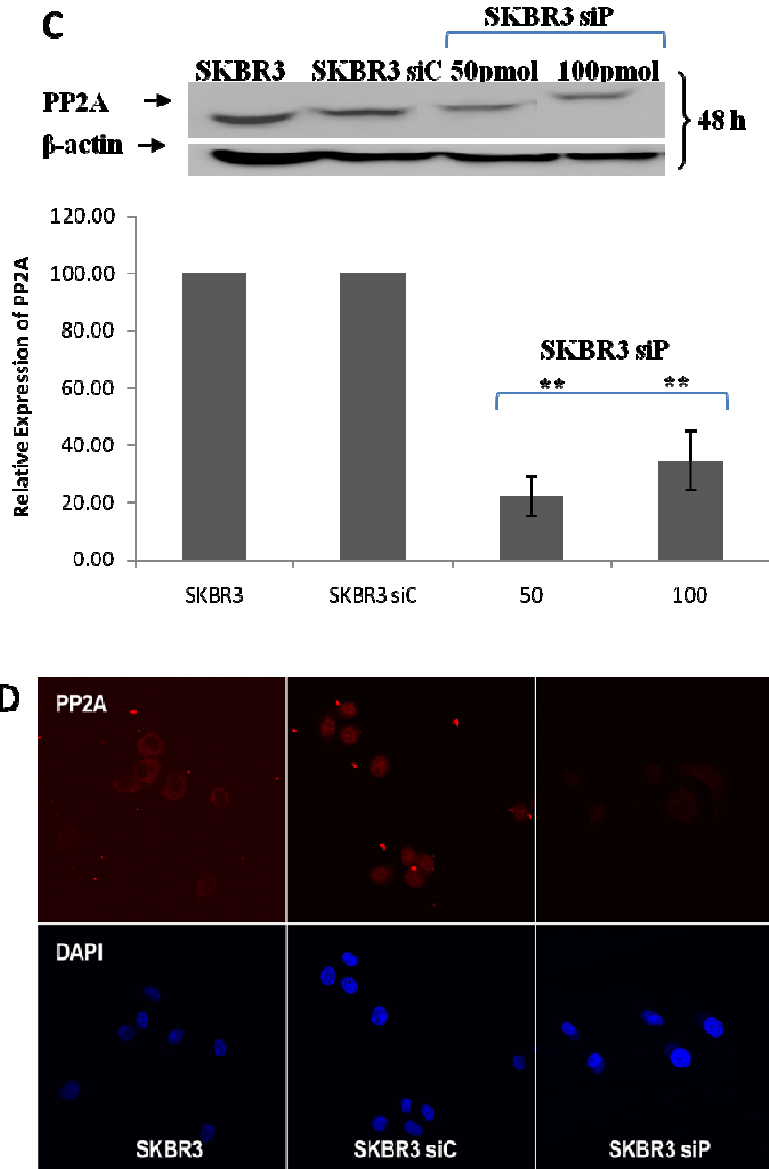 C
SKBR3 siP
SKBR3 SKBR3 siC 50pmol 100pmol
PP2A
β-actin
48 h
Relative Expression of PP2A
120.00
100.00
80.00
60.00
40.00
20.00
0.00
SKBR3 siP
** **
SKBR3 SKBR3 siC 50 100
D
PP2A
DAPI
SKBR3 SKBR3 siC SKBR3 siP